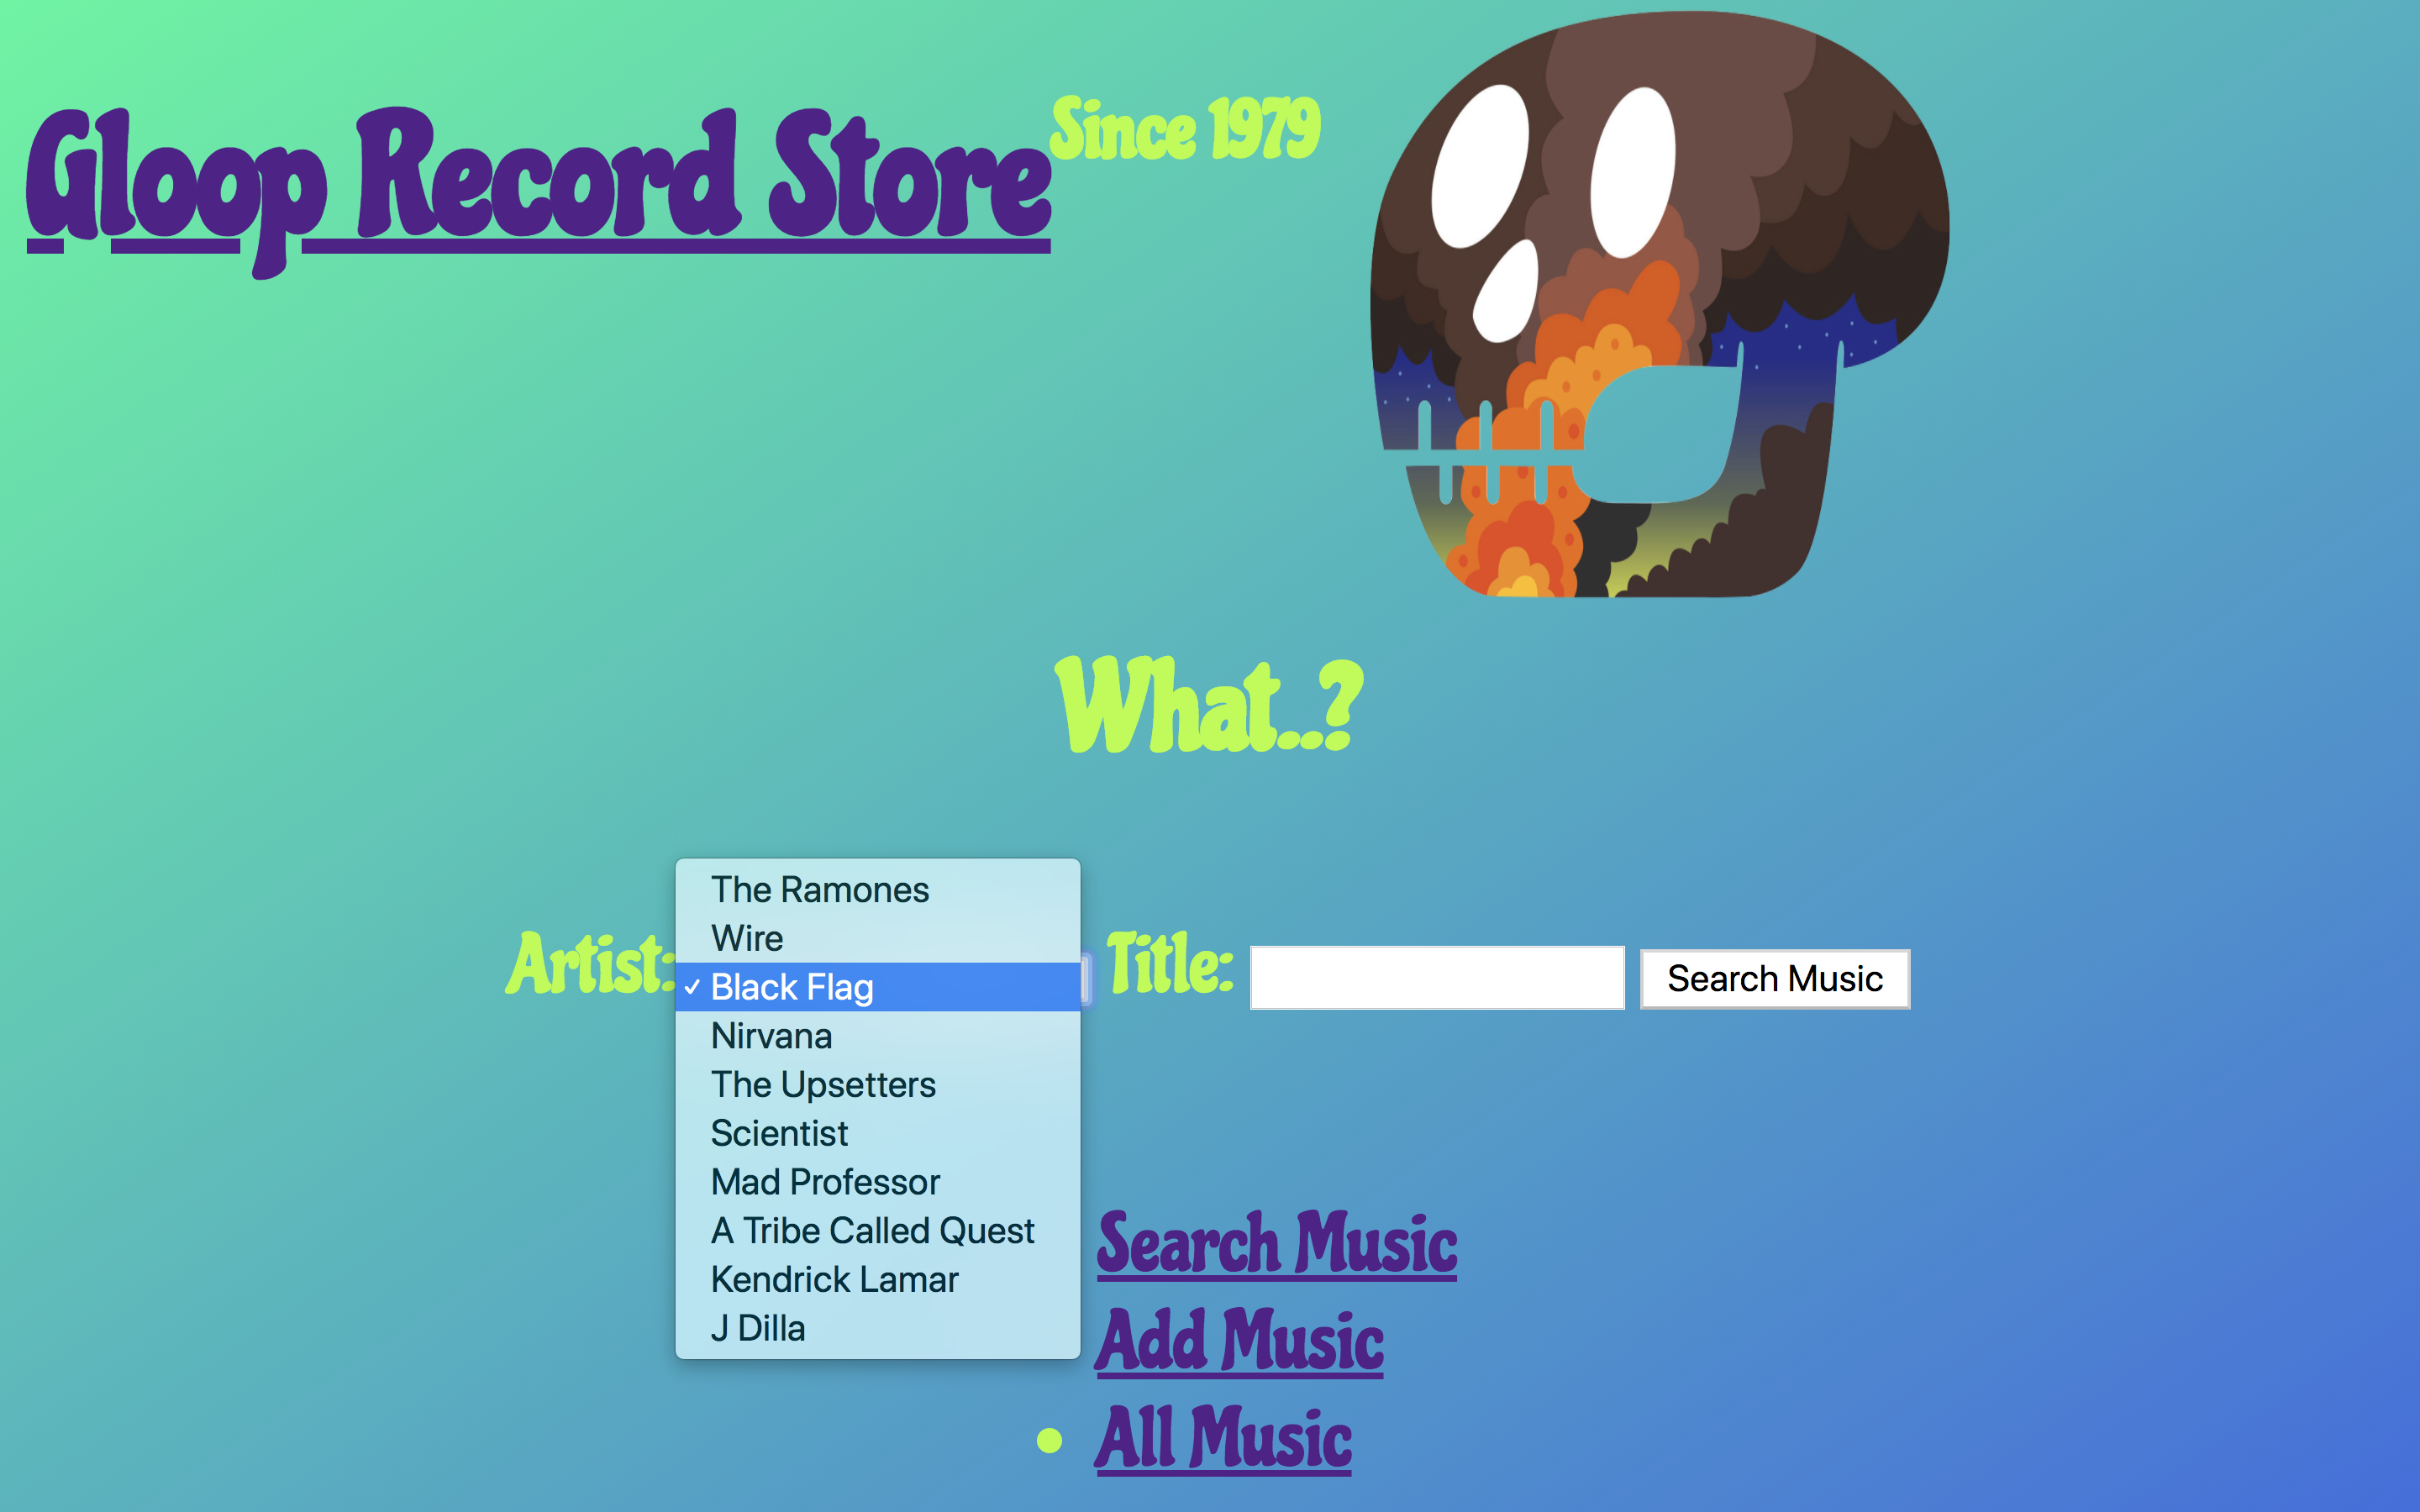 Gloop Record Store
Since 1979
What...?
Artist:
The Ramones
Wire
✓ Black Flag
Nirvana
The Upsetters
Scientist
Mad Professor
A Tribe Called Quest
Kendrick Lamar
J Dilla
Title:
Search Music
Search Music
Add Music
All Music